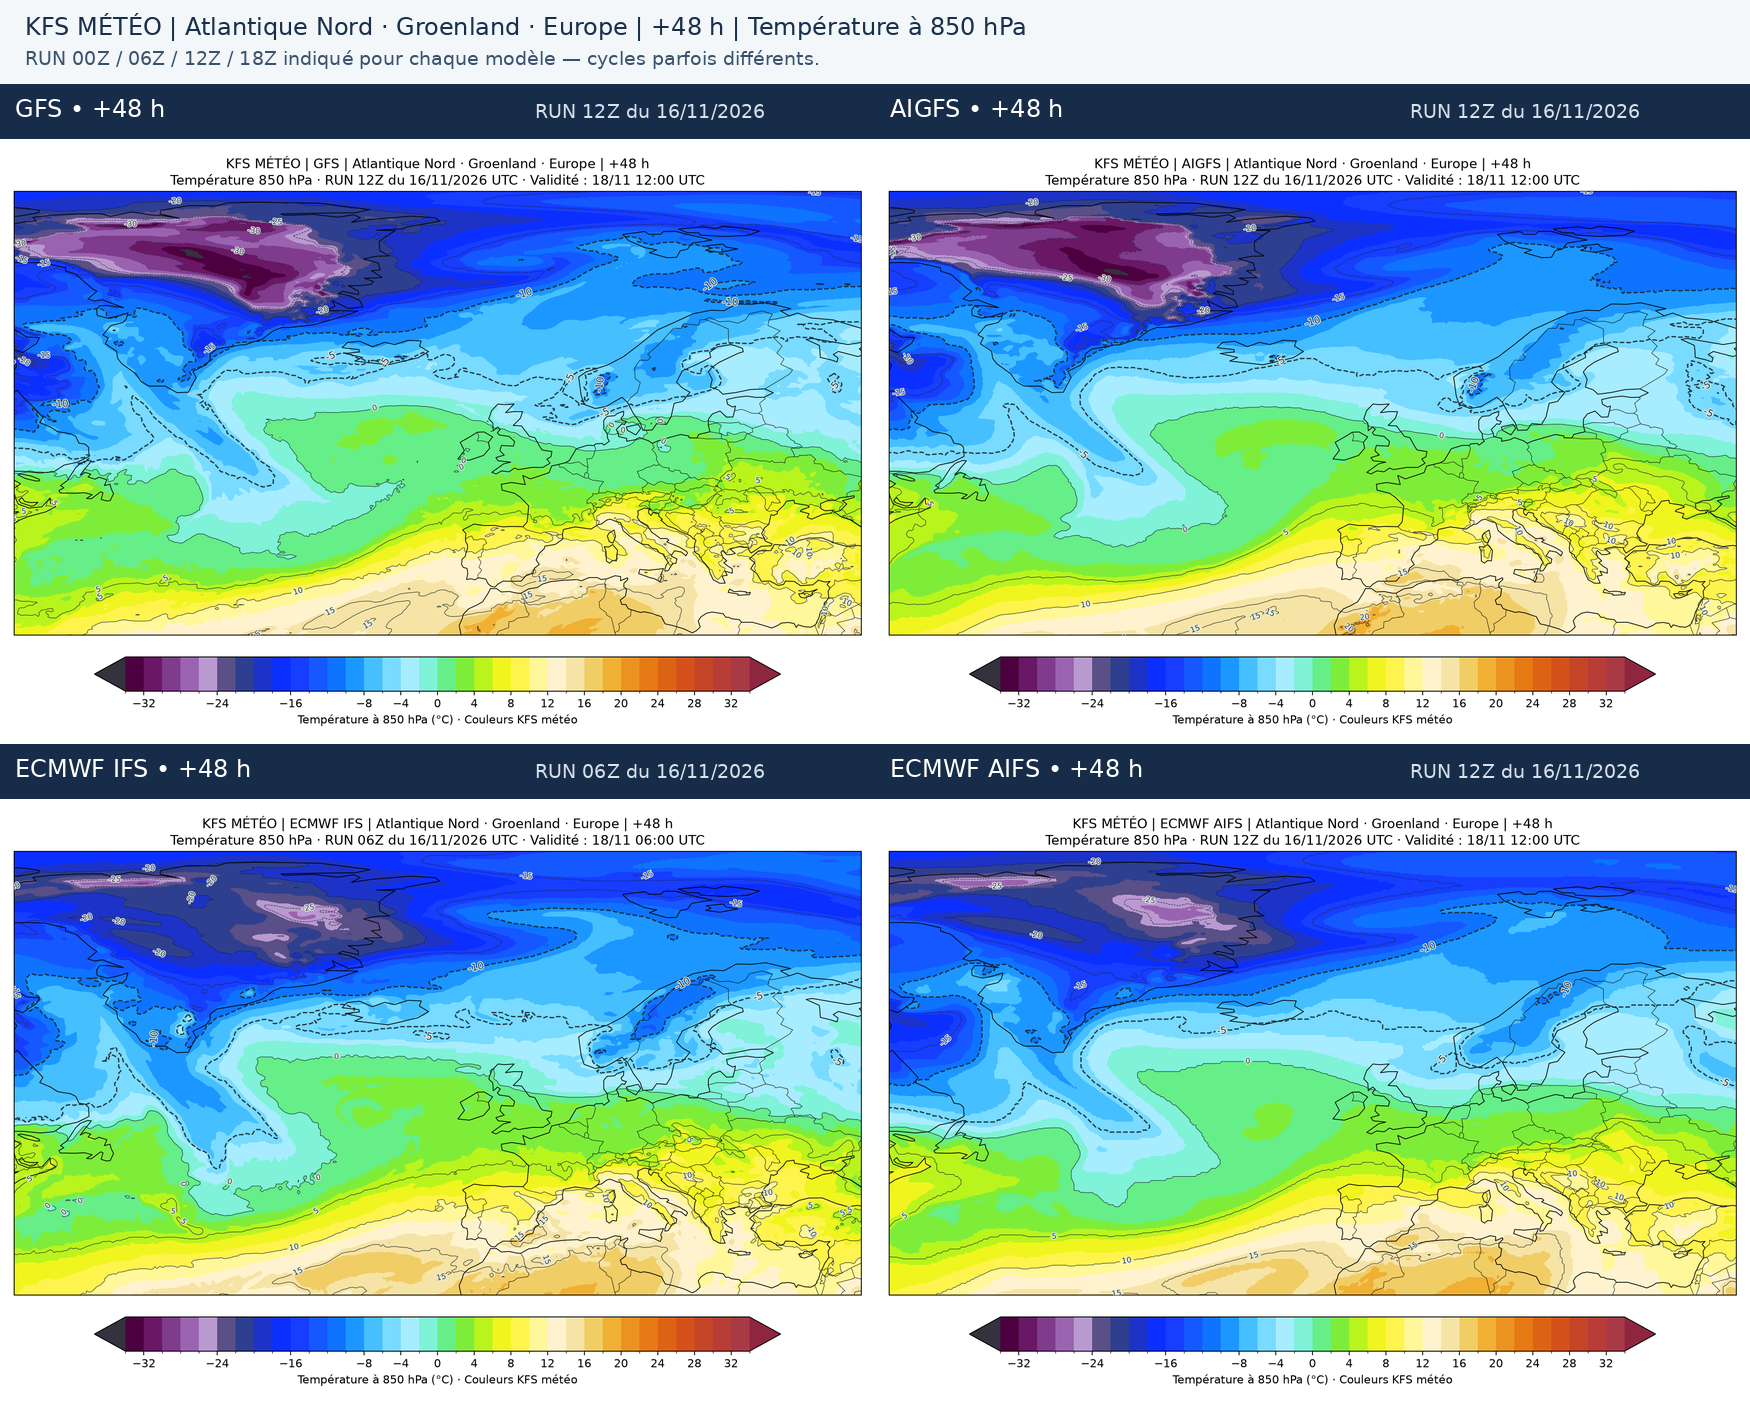 KFS MÉTÉO | Atlantique Nord · Groenland · Europe | +48 h | Température à 850 hPa
RUN 00Z / 06Z / 12Z / 18Z indiqué pour chaque modèle — cycles parfois différents.
GFS • +48 h
RUN 12Z du 16/11/2026
AIGFS • +48 h
RUN 12Z du 16/11/2026
KFS MÉTÉO | GFS | Atlantique Nord · Groenland · Europe | +48 h
Température 850 hPa · RUN 12Z du 16/11/2026 UTC · Validité : 18/11 12:00 UTC
KFS MÉTÉO | AIGFS | Atlantique Nord · Groenland · Europe | +48 h
Température 850 hPa · RUN 12Z du 16/11/2026 UTC · Validité : 18/11 12:00 UTC
−32 −24 −16 −8 −4 0 4 8 12 16 20 24 28 32
Température à 850 hPa (°C) · Couleurs KFS météo
−32 −24 −16 −8 −4 0 4 8 12 16 20 24 28 32
Température à 850 hPa (°C) · Couleurs KFS météo
ECMWF IFS • +48 h
RUN 06Z du 16/11/2026
ECMWF AIFS • +48 h
RUN 12Z du 16/11/2026
KFS MÉTÉO | ECMWF IFS | Atlantique Nord · Groenland · Europe | +48 h
Température 850 hPa · RUN 06Z du 16/11/2026 UTC · Validité : 18/11 06:00 UTC
KFS MÉTÉO | ECMWF AIFS | Atlantique Nord · Groenland · Europe | +48 h
Température 850 hPa · RUN 12Z du 16/11/2026 UTC · Validité : 18/11 12:00 UTC
−32 −24 −16 −8 −4 0 4 8 12 16 20 24 28 32
Température à 850 hPa (°C) · Couleurs KFS météo
−32 −24 −16 −8 −4 0 4 8 12 16 20 24 28 32
Température à 850 hPa (°C) · Couleurs KFS météo